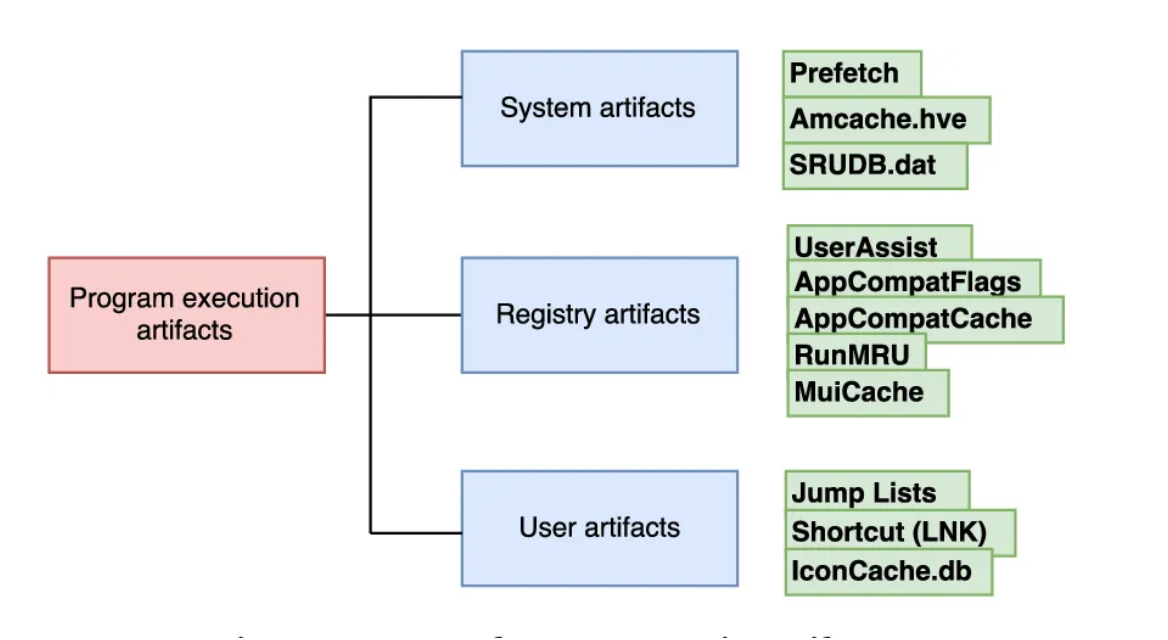 Program execution
artifacts
System artifacts
Prefetch
Amcache.hve
SRUDB.dat
Registry artifacts
UserAssist
AppCompatFlags
AppCompatCache
RunMRU
MuiCache
User artifacts
Jump Lists
Shortcut (LNK)
IconCache.db